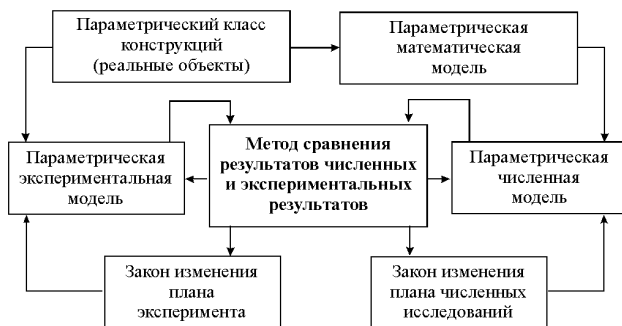 Параметрический класс
конструкций
(реальные объекты)
Параметрическая
математическая
модель
Параметрическая
экспериментальная
модель
Метод сравнения
результатов численных
и экспериментальных
результатов
Параметрическая
численная
модель
Закон изменения
плана
эксперимента
Закон изменения
плана численных
исследований